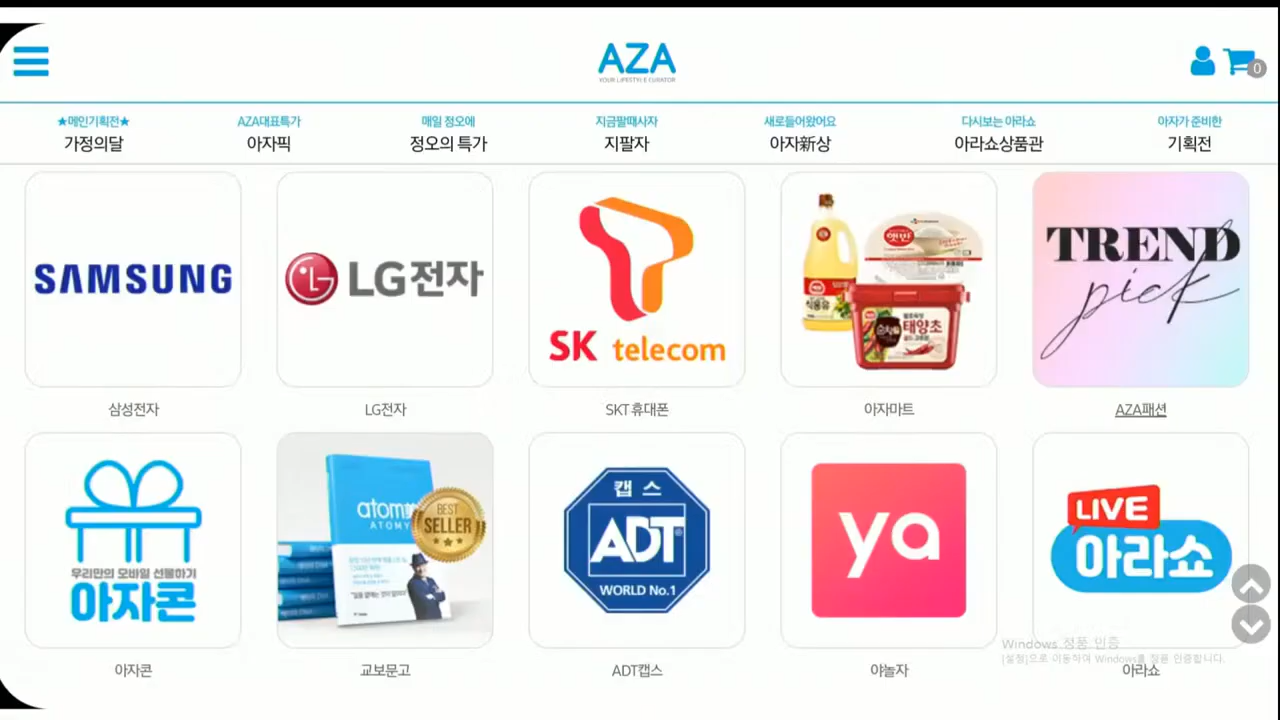 AZA
YOUR LIFESTYLE CURATOR
0
★메인기획전★
가정의달
AZA대표특가
아자픽
매일 정오에
정오의 특가
지금팔때사자
지팔자
새로들어왔어요
아자新상
다시보는 아라쇼
아라쇼상품관
아자가 준비한
기획전
SAMSUNG
LG전자
SK telecom
햇반
식용유
태양초
TREND
pick
삼성전자
LG전자
SKT 휴대폰
아자마트
AZA패션
우리만의 모바일 선물하기
아자콘
ATOMY
BEST
SELLER
캡스
ADT
WORLD No.1
ya
LIVE
아라쇼
Windows 정품 인증
[설정]으로 이동하여 Windows를 정품 인증합니다.
아자콘
교보문고
ADT캡스
야놀자
아라쇼